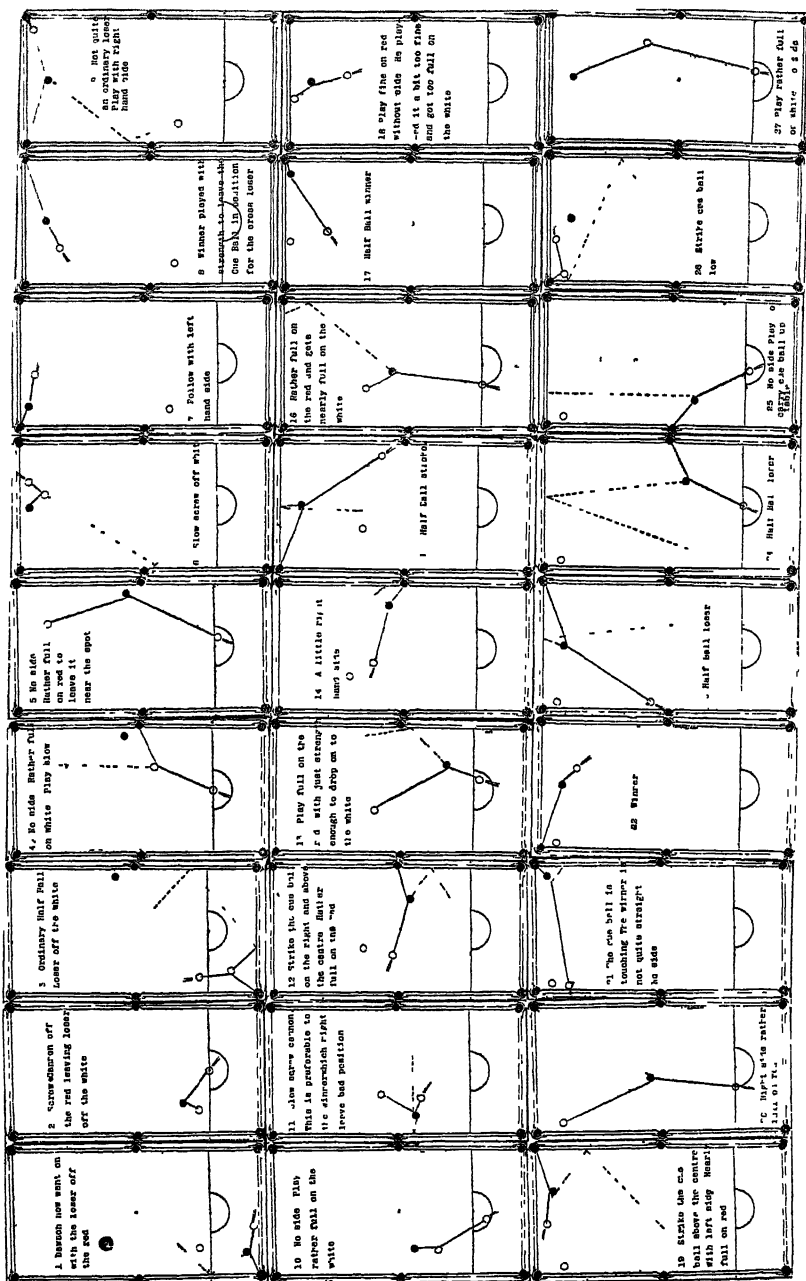 1 Dawson now went on
with the loser off
the red
2 Screw Cannon off
the red leaving loser
off the white
3 Ordinary Half Ball
Loser off the white
4, No side Rather
on white Play slow
5 No side
Rather full
on red to
leave it
near the spot
6 Slow screw off
7 Follow with left
hand side
8 Winner played with
strength to leave the
Cue Ball in position
for the cross loser
9 Not quite
an ordinary loser
Play with right
hand side
10 No side Play
rather full on the
white
11 Slow screw cannon.
This is preferable to
the winner which
leave bad position
12 Strike the cue
on the right and above
the centre Rather
full on the red
13 Play full on the
with just
enough to drop on to
the white
14 A little
hand side
Half Ball
16 Rather full on
the red and gets
nearly full on the
white
17 Half Ball winner
18 Play fine on red
without side He play-
-ed it a bit too fine
and got too full on
the white
19 Strike the cue
ball above the centre
with left side
full on red
Right side rather
The cue ball is
touching The winner
not quite straight
no side
22 Winner
Half ball loser
Half Ball loser
25 No side Play
carry cue ball up
table
26 Strike cue ball
low
27 Play rather full
white